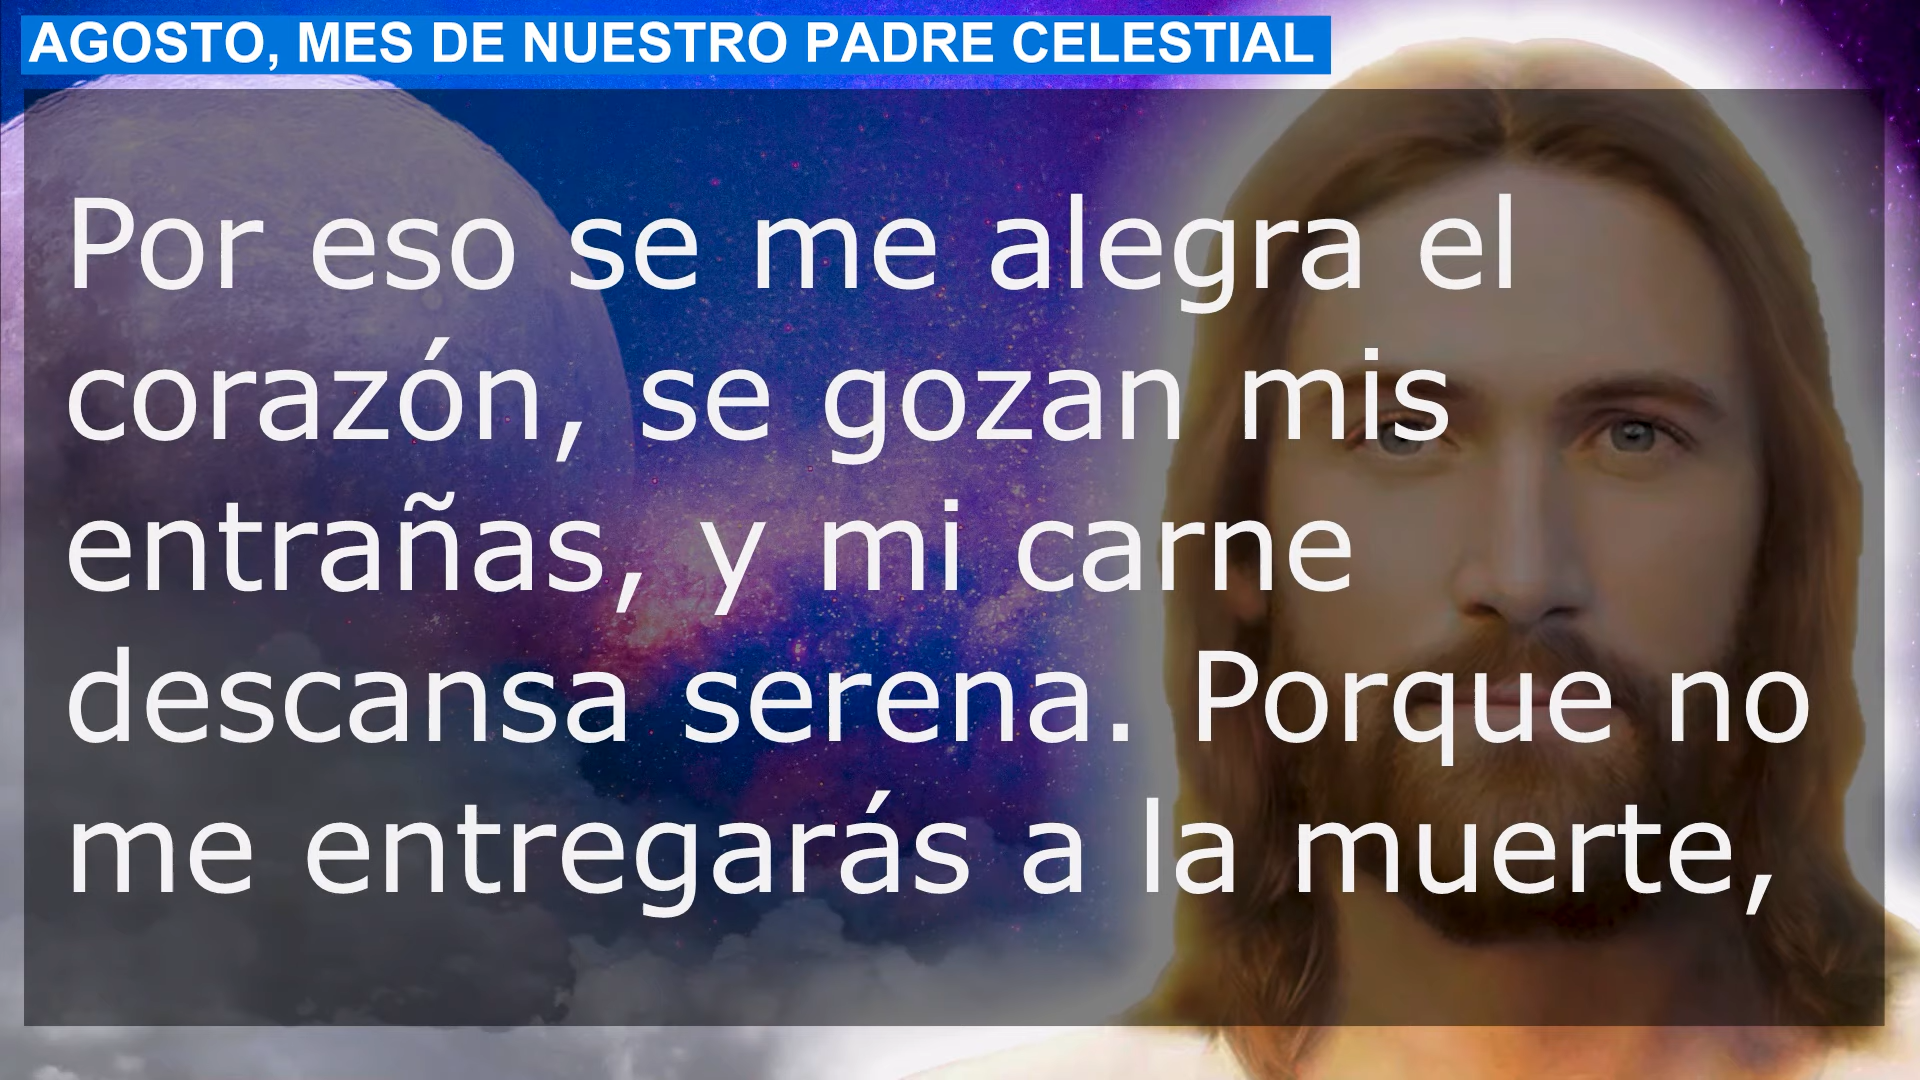 AGOSTO, MES DE NUESTRO PADRE CELESTIAL
Por eso se me alegra el
corazón, se gozan mis
entrañas, y mi carne
descansa serena. Porque no
me entregarás a la muerte,